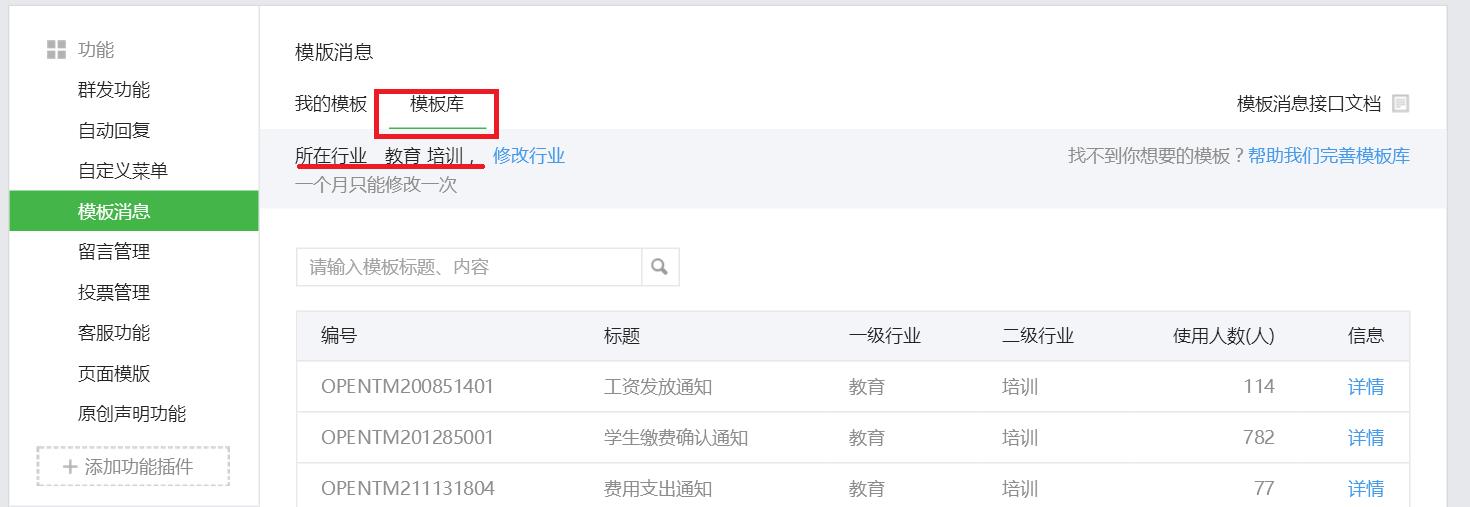 功能
群发功能
自动回复
自定义菜单
模板消息
留言管理
投票管理
客服功能
页面模版
原创声明功能
添加功能插件
模版消息
我的模板 模板库 模板消息接口文档
所在行业 教育 培训， 修改行业 找不到你想要的模板？帮助我们完善模板库
一个月只能修改一次
请输入模板标题、内容
编号 标题 一级行业 二级行业 使用人数(人) 信息
OPENTM200851401 工资发放通知 教育 培训 114 详情
OPENTM201285001 学生缴费确认通知 教育 培训 782 详情
OPENTM211131804 费用支出通知 教育 培训 77 详情